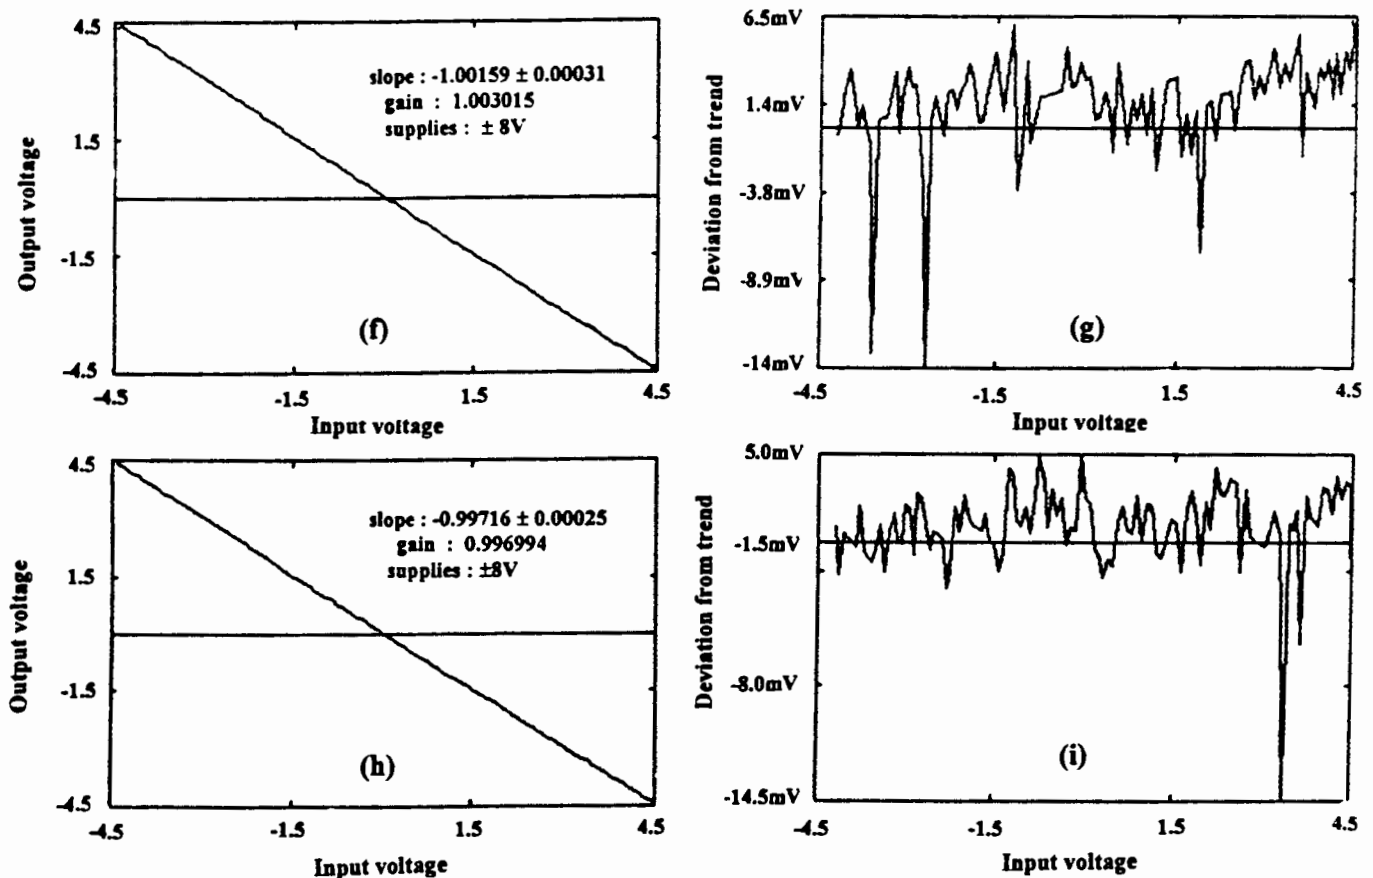 4.5
1.5
-1.5
-4.5
Output voltage
slope : -1.00159 ± 0.00031
gain : 1.003015
supplies : ± 8V
(f)
-4.5
-1.5
1.5
4.5
Input voltage
6.5mV
1.4mV
-3.8mV
-8.9mV
-14mV
Deviation from trend
(g)
-4.5
-1.5
1.5
4.5
Input voltage
4.5
1.5
-1.5
-4.5
Output voltage
slope : -0.99716 ± 0.00025
gain : 0.996994
supplies : ±8V
(h)
-4.5
-1.5
1.5
4.5
Input voltage
5.0mV
-1.5mV
-8.0mV
-14.5mV
Deviation from trend
(i)
-4.5
-1.5
1.5
4.5
Input voltage